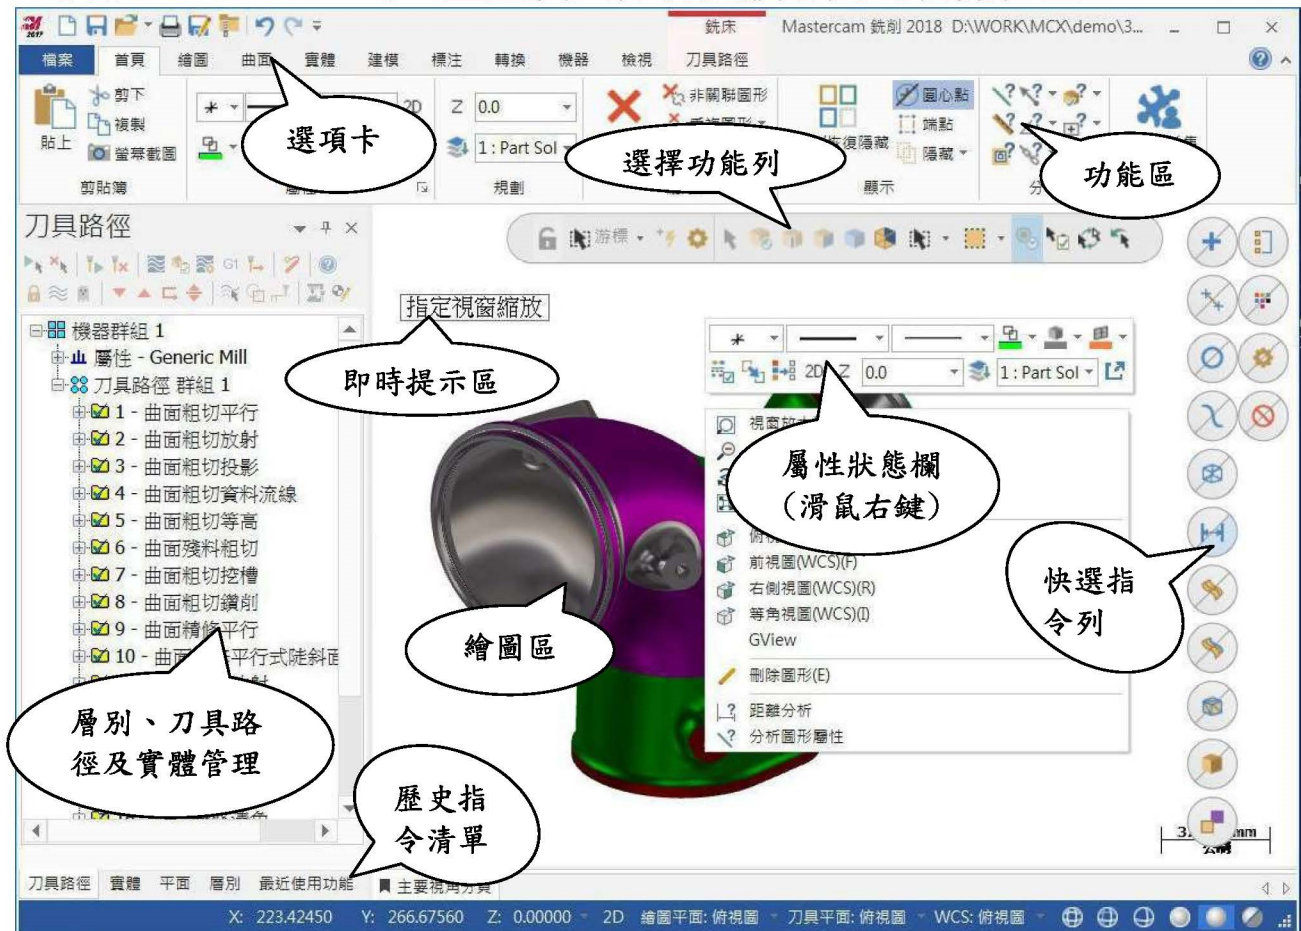 2017
銑床
Mastercam 銑削 2018 D:\WORK\MCX\demo\3...
檔案 首頁 繪圖 曲面 實體 建模 標注 轉換 機器 檢視 刀具路徑
貼上
剪下
複製
螢幕截圖
剪貼簿
選項卡
2D
Z 0.0
1 : Part Sol
規劃
選擇功能列
非關聯圖形
恢復隱藏
圓心點
端點
隱藏
顯示
功能區
刀具路徑
G1
游標
指定視窗縮放
即時提示區
機器群組 1
屬性 - Generic Mill
刀具路徑 群組 1
1 - 曲面粗切平行
2 - 曲面粗切放射
3 - 曲面粗切投影
4 - 曲面粗切資料流線
5 - 曲面粗切等高
6 - 曲面殘料粗切
7 - 曲面粗切挖槽
8 - 曲面粗切鑽削
9 - 曲面精修平行
10 - 曲面 平行式陡斜面
層別、刀具路
徑及實體管理
歷史指
令清單
繪圖區
2D Z 0.0 1 : Part Sol
屬性狀態欄
(滑鼠右鍵)
前視圖(WCS)(F)
右側視圖(WCS)(R)
等角視圖(WCS)(I)
GView
刪除圖形(E)
距離分析
分析圖形屬性
快選指
令列
mm
刀具路徑 實體 平面 層別 最近使用功能
主要視角
X: 223.42450 Y: 266.67560 Z: 0.00000 2D 繪圖平面: 俯視圖 刀具平面: 俯視圖 WCS: 俯視圖